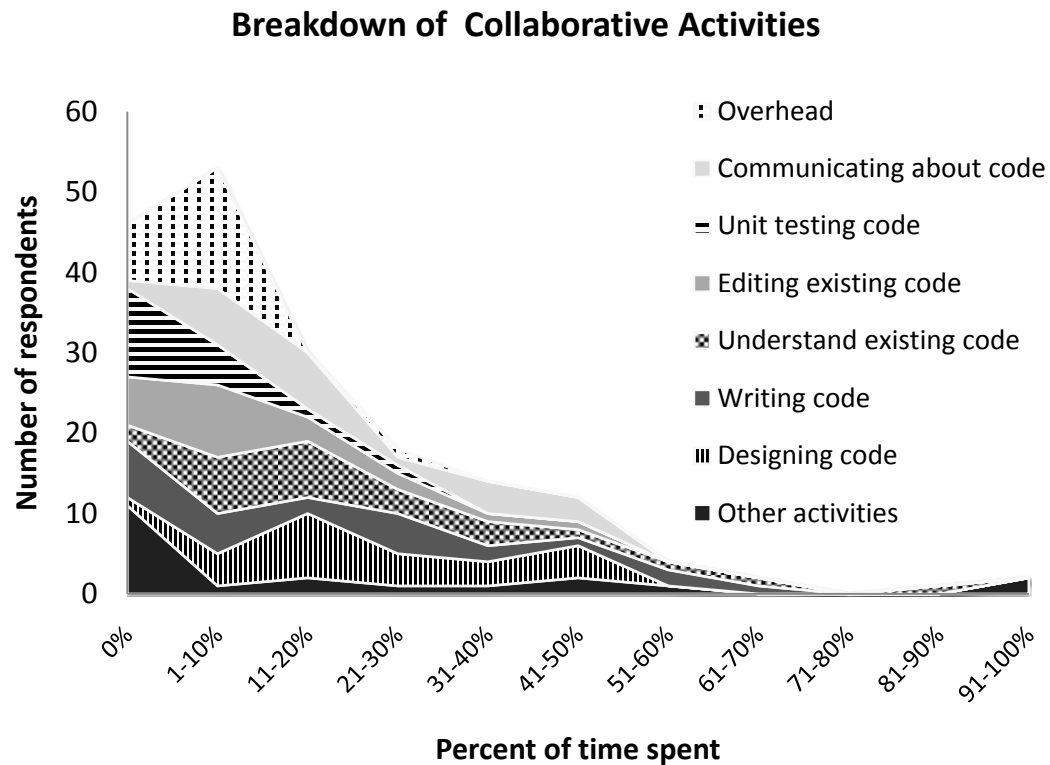 Breakdown of  Collaborative Activities
60
50
40
30
20
10
0
Number of respondents
Overhead
Communicating about code
Unit testing code
Editing existing code
Understand existing code
Writing code
Designing code
Other activities
0%
1-10%
11-20%
21-30%
31-40%
41-50%
51-60%
61-70%
71-80%
81-90%
91-100%
Percent of time spent